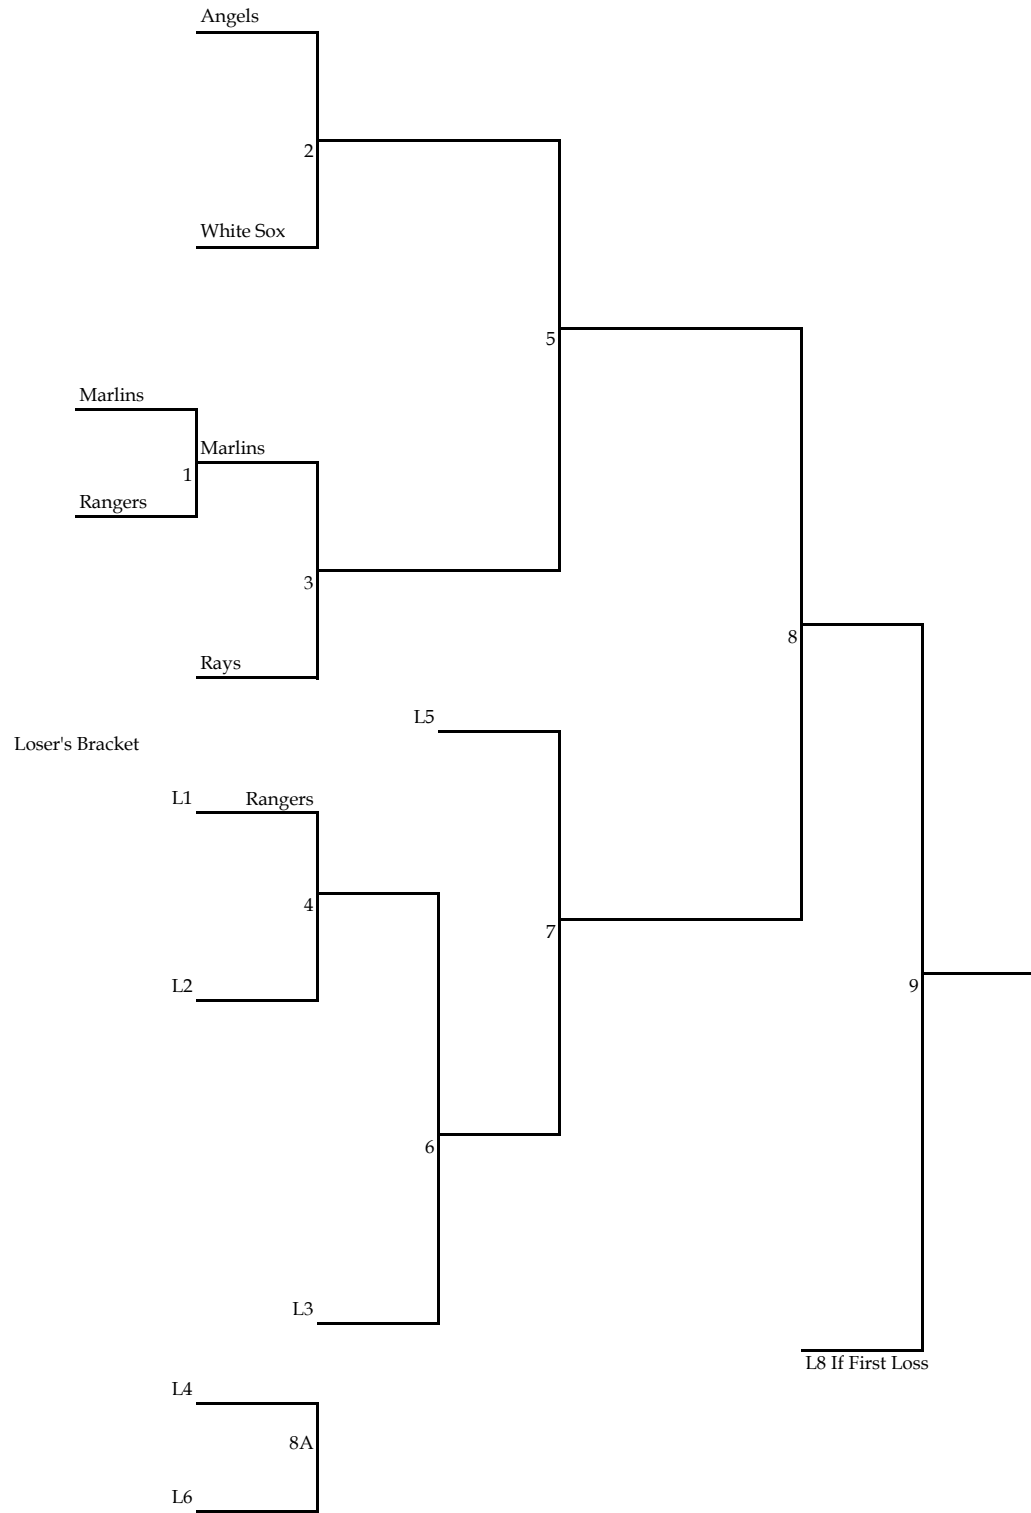 Angels
2
White Sox
5
Marlins
Marlins
1
Rangers
3
8
Rays
L5
Loser's Bracket
L1 Rangers
4
7
L2
9
6
L3
L8 If First Loss
L4
8A
L6